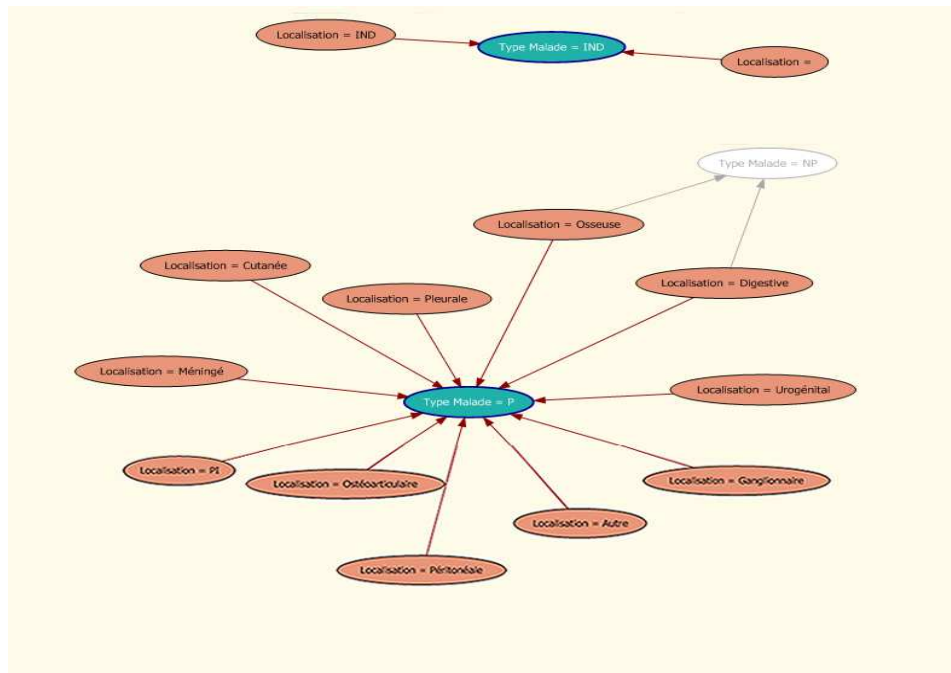 Localisation = IND
Type Malade = IND
Localisation =
Type Malade = NP
Localisation = Osseuse
Localisation = Cutanée
Localisation = Digestive
Localisation = Pleurale
Localisation = Méningé
Localisation = Urogénital
Type Malade = P
Localisation = PI
Localisation = Ostéoarticulaire
Localisation = Ganglionnaire
Localisation = Autre
Localisation = Péritonéale